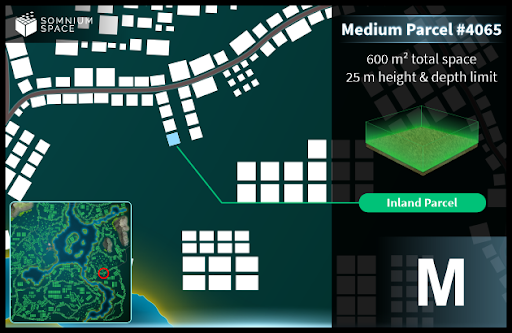 SOMNIUM
SPACE
Medium Parcel #4065
600 m² total space
25 m height & depth limit
Inland Parcel
M